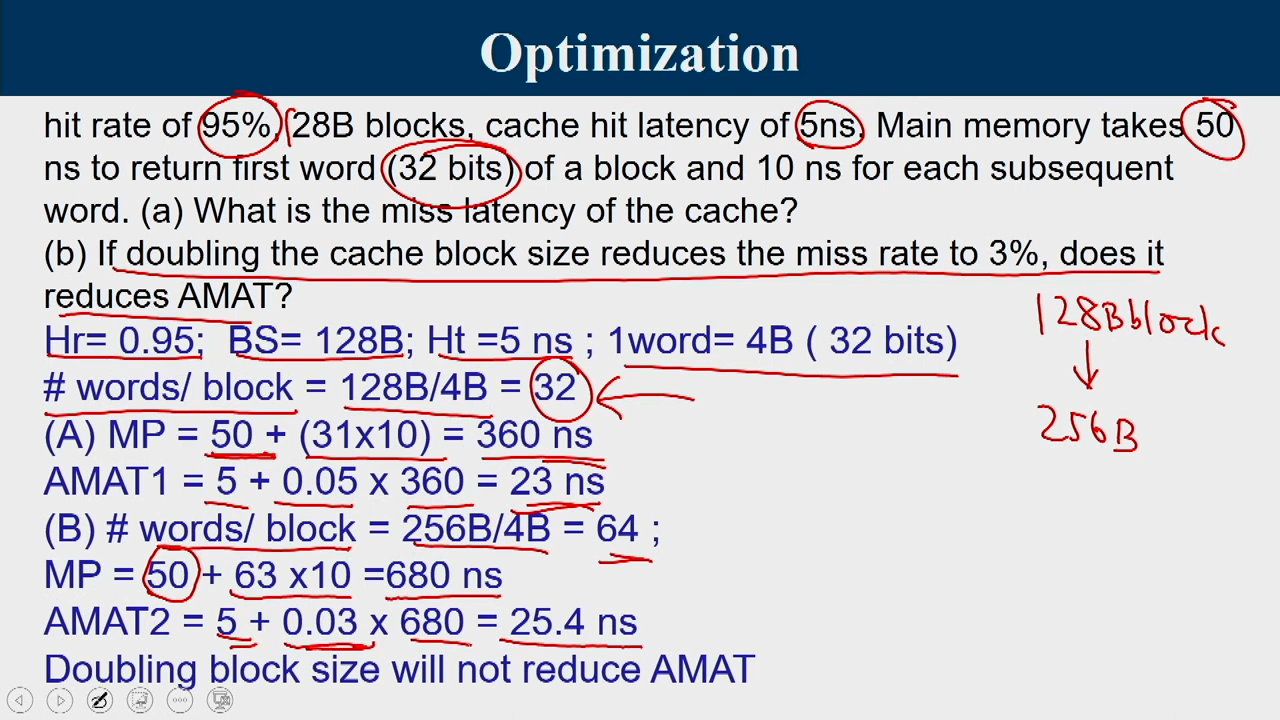 Optimization
hit rate of 95%, 128B blocks, cache hit latency of 5ns. Main memory takes 50
ns to return first word (32 bits) of a block and 10 ns for each subsequent
word. (a) What is the miss latency of the cache?
(b) If doubling the cache block size reduces the miss rate to 3%, does it
reduces AMAT?
Hr= 0.95; BS= 128B; Ht =5 ns ; 1word= 4B ( 32 bits)
128B block
# words/ block = 128B/4B = 32
(A) MP = 50 + (31x10) = 360 ns
256B
AMAT1 = 5 + 0.05 x 360 = 23 ns
(B) # words/ block = 256B/4B = 64 ;
MP = 50 + 63 x10 =680 ns
AMAT2 = 5 + 0.03 x 680 = 25.4 ns
Doubling block size will not reduce AMAT